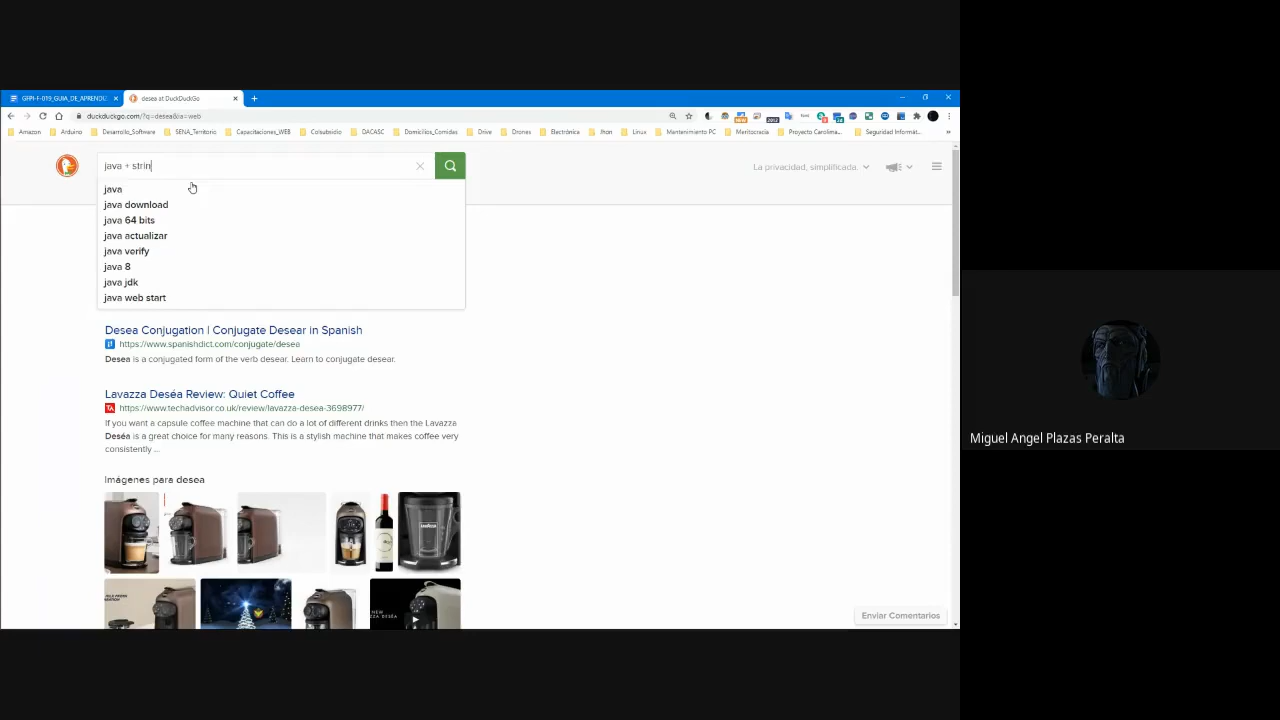 GFPI-F-019_GUIA_DE_APREND
desea at DuckDuckGo
duckduckgo.com/?q=desea&ia=web
Amazon
Arduino
Desarrollo_Software
SENA_Territorio
Capacitaciones_WEB
Colsubsidio
DACASC
Domicilios_Comidas
Drive
Drones
Electrónica
Jhon
Linux
Mantenimiento PC
Meritocracia
Proyecto Carolima...
Seguridad Informát...
java + strin
La privacidad, simplificada.
java
java download
java 64 bits
java actualizar
java verify
java 8
java jdk
java web start
Desea Conjugation | Conjugate Desear in Spanish
https://www.spanishdict.com/conjugate/desea
Desea is a conjugated form of the verb desear. Learn to conjugate desear.
Lavazza Deséa Review: Quiet Coffee
TA https://www.techadvisor.co.uk/review/lavazza-desea-3698977/
If you want a capsule coffee machine that can do a lot of different drinks then the Lavazza
Deséa is a great choice for many reasons. This is a stylish machine that makes coffee very
consistently ...
Imágenes para desea
Enviar Comentarios
Miguel Angel Plazas Peralta